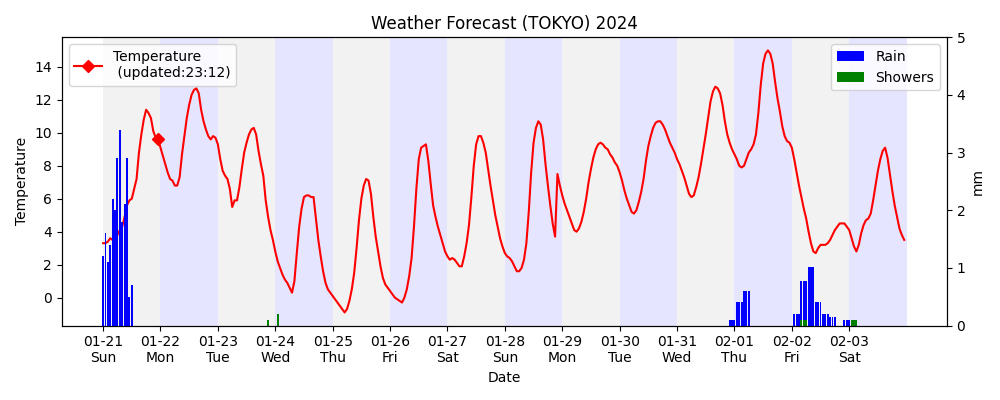 Weather Forecast (TOKYO) 2024
Temperature
(updated:23:12)
Rain
Showers
Temperature
14
12
10
8
6
4
2
0
5
4
3
2
1
0
mm
01-21 01-22 01-23 01-24 01-25 01-26 01-27 01-28 01-29 01-30 01-31 02-01 02-02 02-03
Sun Mon Tue Wed Thu Fri Sat Sun Mon Tue Wed Thu Fri Sat
Date